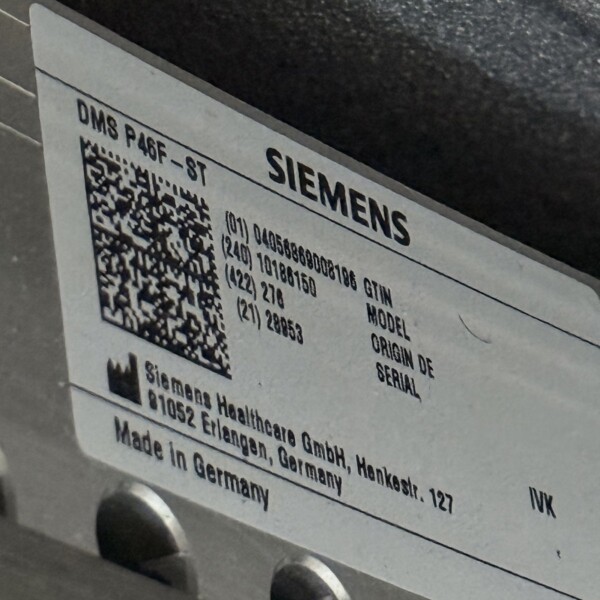 SIEMENS
DMS P46F-ST
(01) 04056869008196 GTIN
(240) 10186150 MODEL
(422) 276 ORIGIN DE
(21) 28953 SERIAL
Siemens Healthcare GmbH, Henkestr. 127
91052 Erlangen, Germany
Made in Germany
IVK